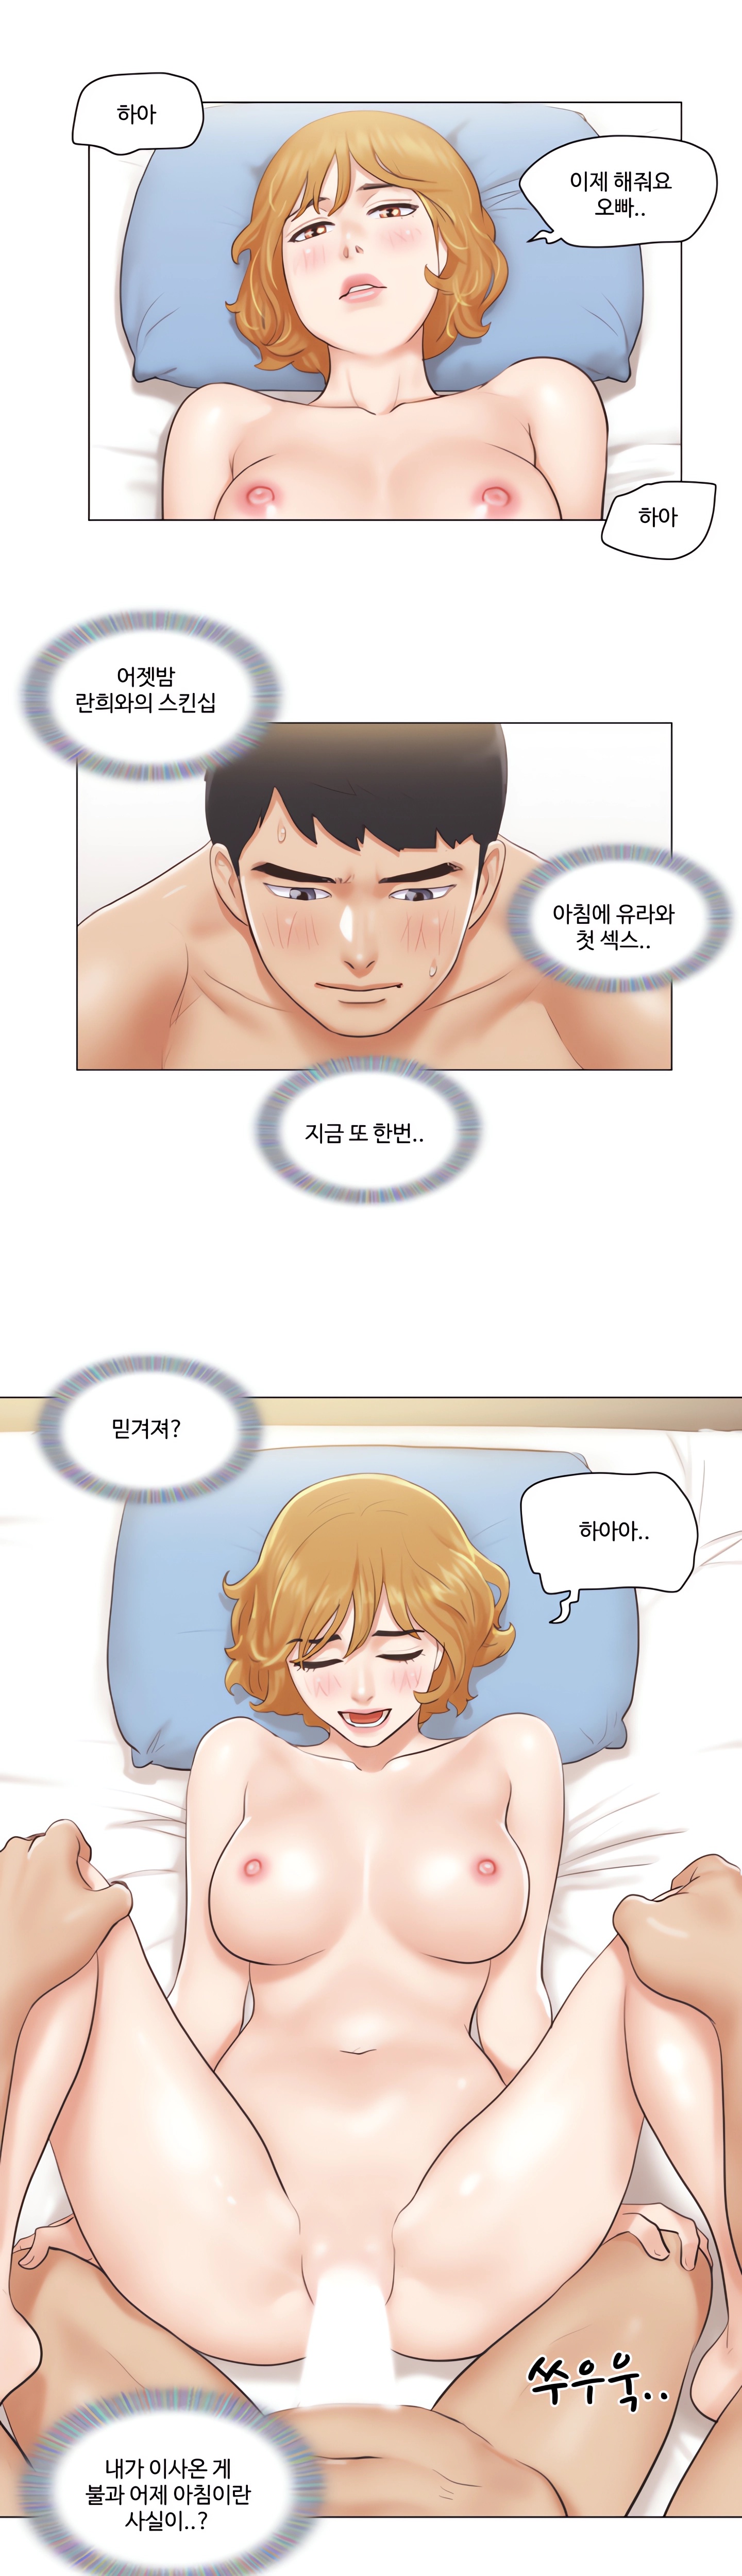 하아
이제 해줘요
오빠..
하아
어젯밤
란희와의 스킨십
아침에 유라와
첫 섹스..
지금 또 한번..
믿겨져?
하아아..
쑤우욱..
내가 이사온 게
불과 어제 아침이란
사실이..?